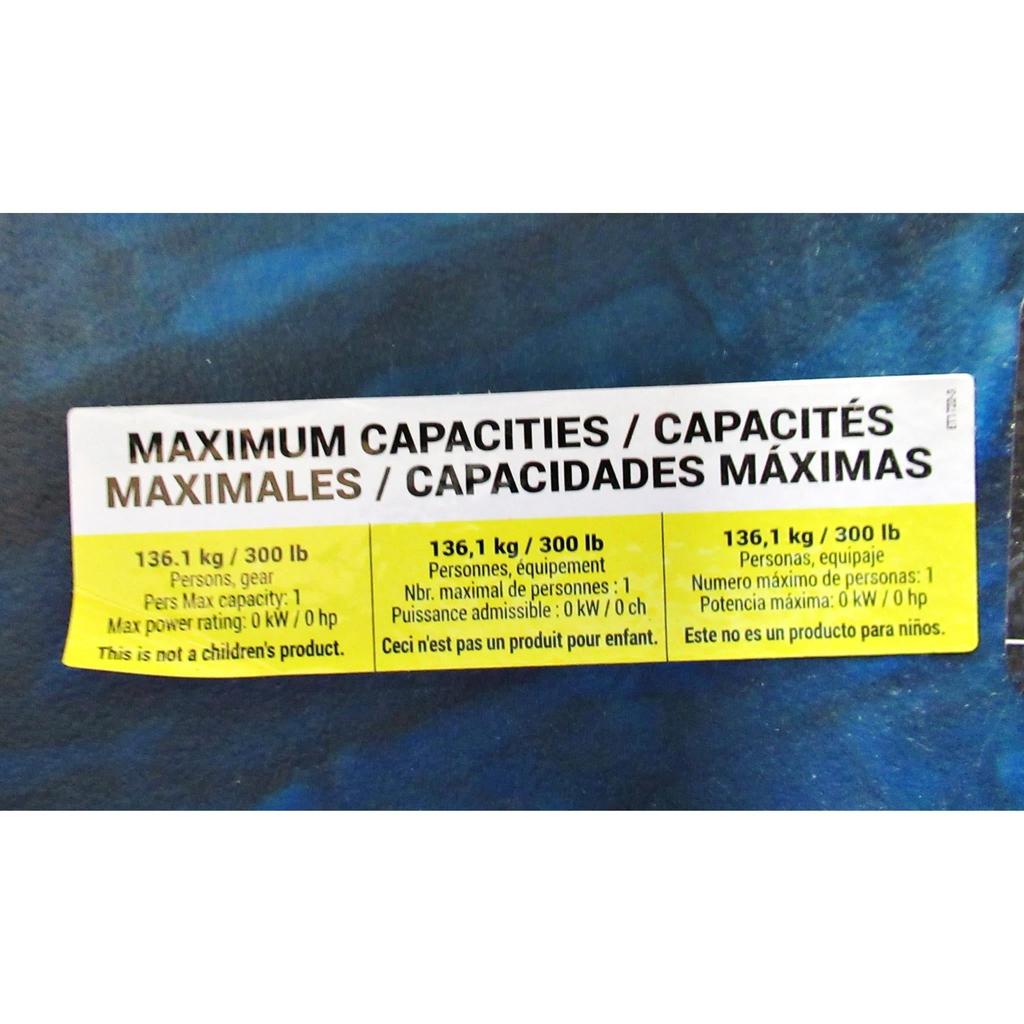 MAXIMUM CAPACITIES / CAPACITÉS
MAXIMALES / CAPACIDADES MÁXIMAS
136.1 kg / 300 lb
Persons, gear
Pers Max capacity: 1
Max power rating: 0 kW / 0 hp
This is not a children's product.
136,1 kg / 300 lb
Personnes, équipement
Nbr. maximal de personnes : 1
Puissance admissible : 0 kW / 0 ch
Ceci n'est pas un produit pour enfant.
136,1 kg / 300 lb
Personas, equipaje
Numero máximo de personas: 1
Potencia máxima: 0 kW / 0 hp
Este no es un producto para niños.